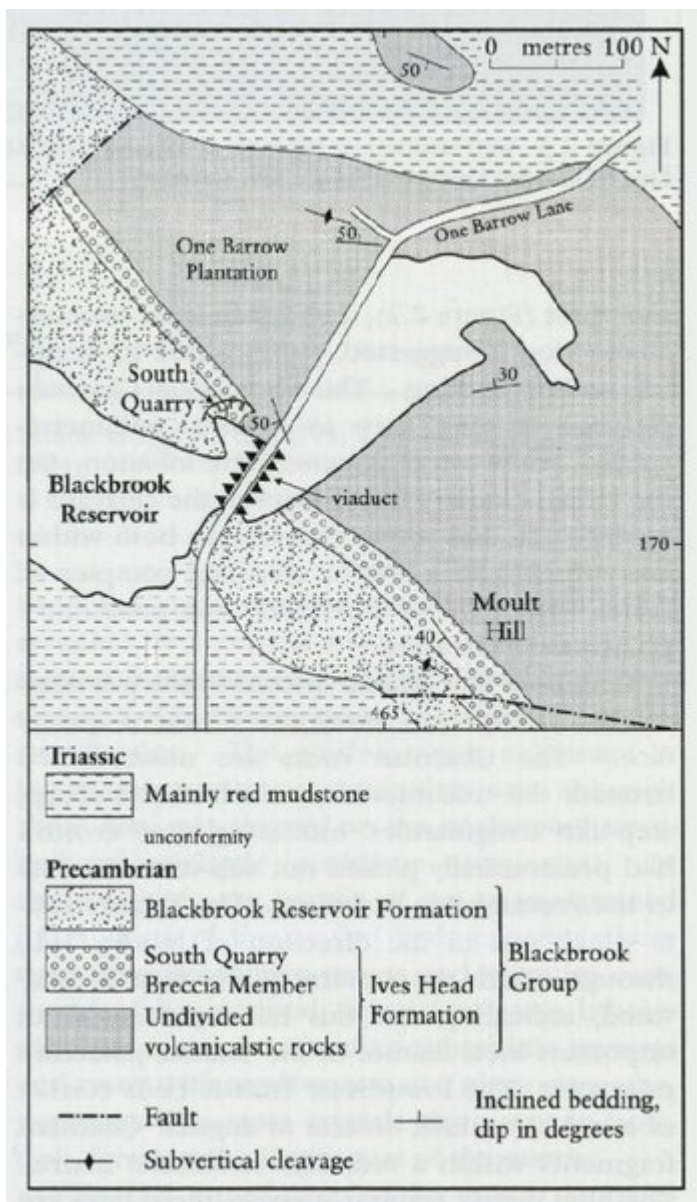 0 metres 100 N
50
One Barrow Lane
50
One Barrow
Plantation
30
South
Quarry
50
Blackbrook
Reservoir
viaduct
170
Moult
Hill
40
465
Triassic
Mainly red mudstone
unconformity
Precambrian
Blackbrook Reservoir Formation
South Quarry
Breccia Member
Undivided
volcanicalstic rocks
Ives Head
Formation
Blackbrook
Group
Fault
Inclined bedding,
dip in degrees
Subvertical cleavage